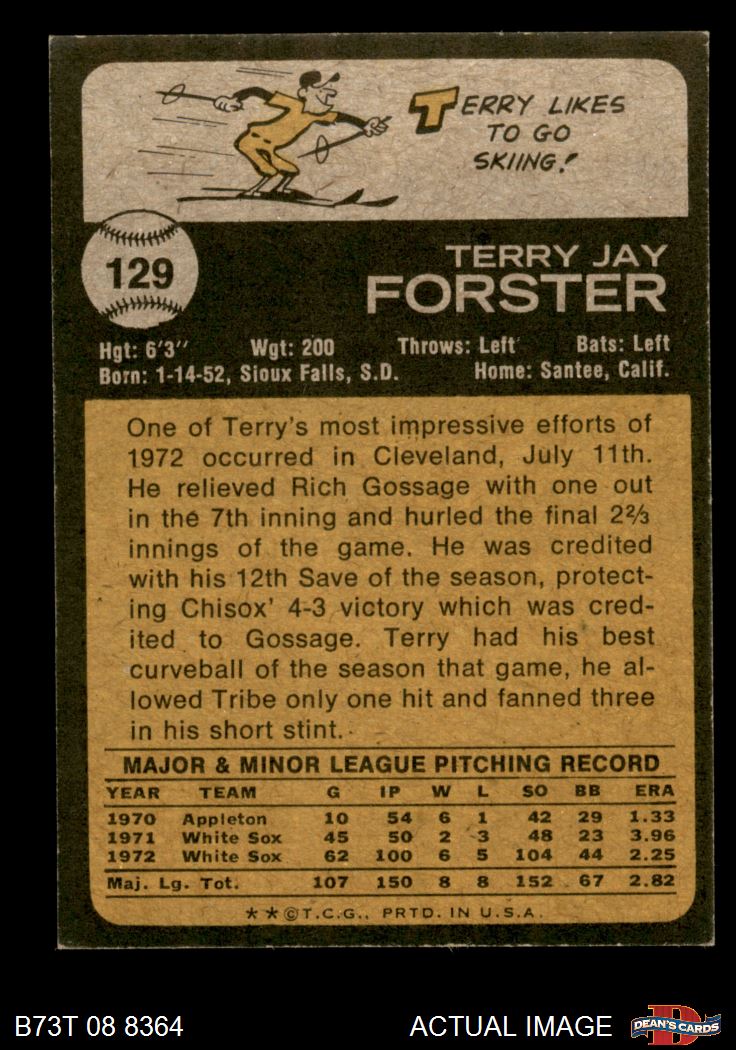 TERRY LIKES
TO GO
SKIING!
129
TERRY JAY
FORSTER
Hgt: 6'3" Wgt: 200 Throws: Left Bats: Left
Born: 1-14-52, Sioux Falls, S.D. Home: Santee, Calif.
One of Terry's most impressive efforts of
1972 occurred in Cleveland, July 11th.
He relieved Rich Gossage with one out
in the 7th inning and hurled the final 2⅔
innings of the game. He was credited
with his 12th Save of the season, protect-
ing Chisox' 4-3 victory which was cred-
ited to Gossage. Terry had his best
curveball of the season that game, he al-
lowed Tribe only one hit and fanned three
in his short stint.
MAJOR & MINOR LEAGUE PITCHING RECORD
YEAR TEAM G IP W L SO BB ERA
1970 Appleton 10 54 6 1 42 29 1.33
1971 White Sox 45 50 2 3 48 23 3.96
1972 White Sox 62 100 6 5 104 44 2.25
Maj. Lg. Tot. 107 150 8 8 152 67 2.82
★★©T.C.G., PRTD. IN U.S.A.
B73T 08 8364 ACTUAL IMAGE DEAN'S CARDS